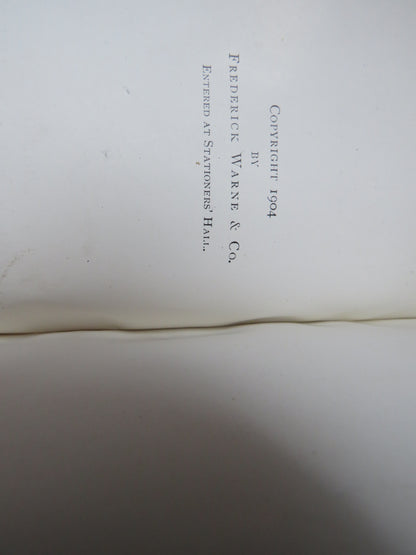 COPYRIGHT 1904
BY
FREDERICK WARNE & CO.
ENTERED AT STATIONERS' HALL.